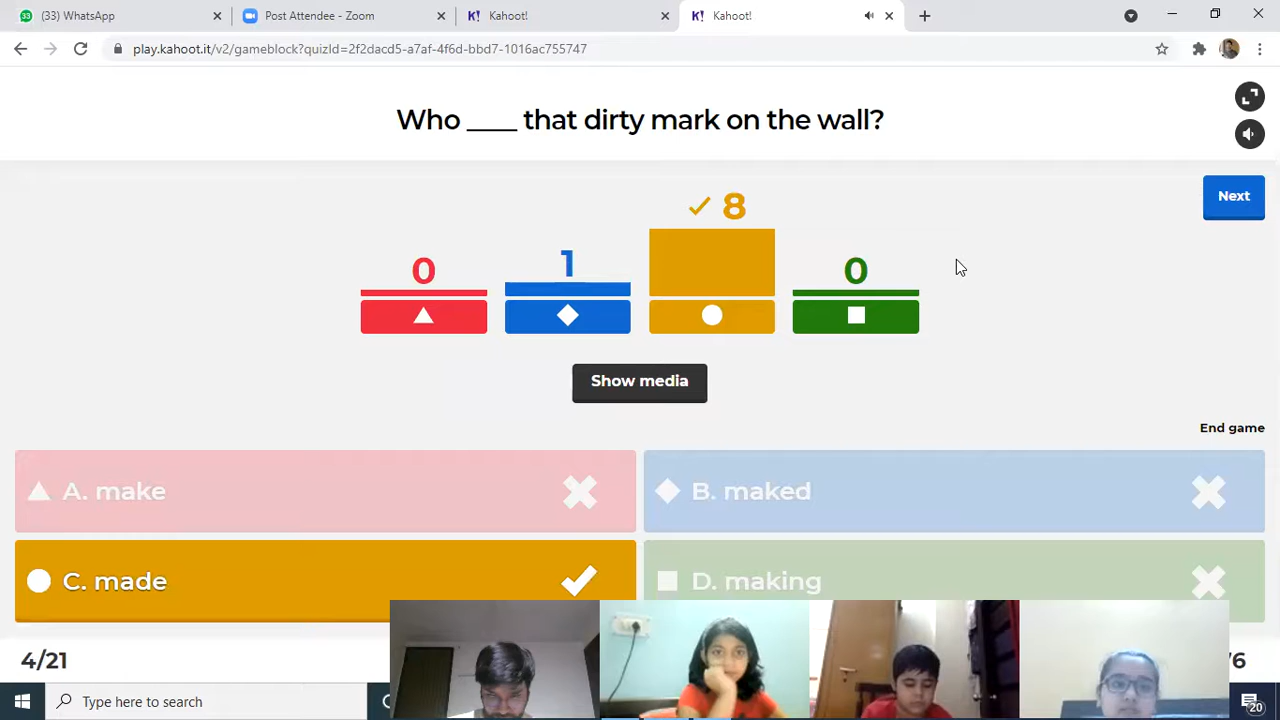 (33) WhatsApp
Post Attendee - Zoom
K! Kahoot!
K! Kahoot!
play.kahoot.it/v2/gameblock?quizId=2f2dacd5-a7af-4f6d-bbd7-1016ac755747
Who ____ that dirty mark on the wall?
Next
0
1
8
0
Show media
End game
A. make
B. maked
C. made
D. making
4/21
Type here to search
20